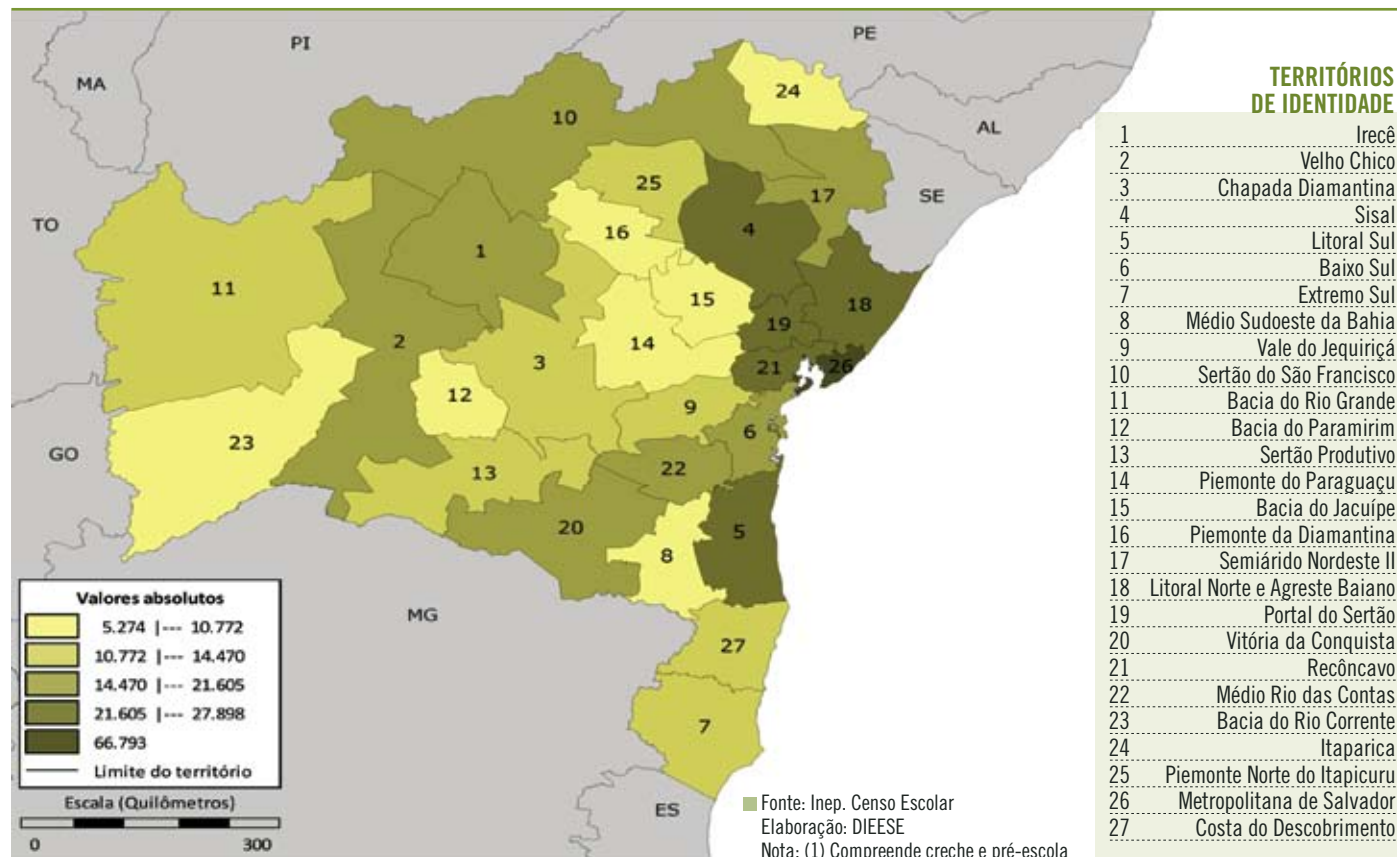 PI
PE
MA
24
AL
10
25
17
SE
TO
16
4
1
11
15
18
19
2
14
3
21
26
12
9
23
6
GO
13
22
20
5
8
MG
27
7
ES
Valores absolutos
5.274 |--- 10.772
10.772 |--- 14.470
14.470 |--- 21.605
21.605 |--- 27.898
66.793
Limite do território
Escala (Quilômetros)
0 300
Fonte: Inep. Censo Escolar
Elaboração: DIEESE
Nota: (1) Compreende creche e pré-escola
TERRITÓRIOS
DE IDENTIDADE
1 Irecê
2 Velho Chico
3 Chapada Diamantina
4 Sisal
5 Litoral Sul
6 Baixo Sul
7 Extremo Sul
8 Médio Sudoeste da Bahia
9 Vale do Jequiriçá
10 Sertão do São Francisco
11 Bacia do Rio Grande
12 Bacia do Paramirim
13 Sertão Produtivo
14 Piemonte do Paraguaçu
15 Bacia do Jacuípe
16 Piemonte da Diamantina
17 Semiárido Nordeste II
18 Litoral Norte e Agreste Baiano
19 Portal do Sertão
20 Vitória da Conquista
21 Recôncavo
22 Médio Rio das Contas
23 Bacia do Rio Corrente
24 Itaparica
25 Piemonte Norte do Itapicuru
26 Metropolitana de Salvador
27 Costa do Descobrimento